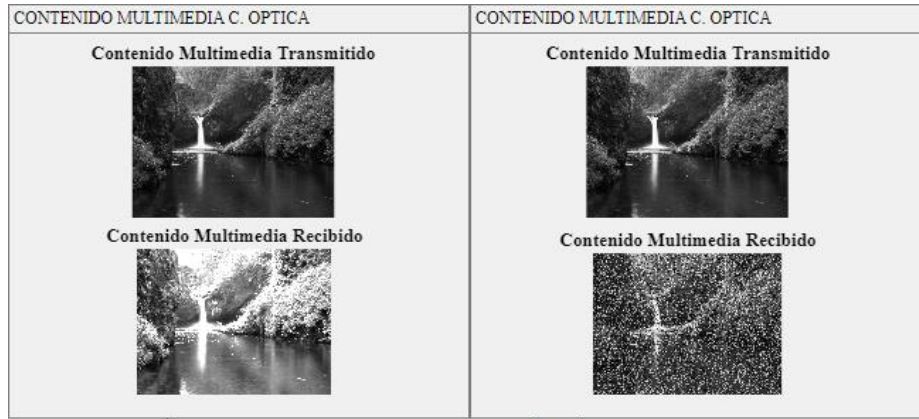 CONTENIDO MULTIMEDIA C. OPTICA
Contenido Multimedia Transmitido
Contenido Multimedia Recibido
CONTENIDO MULTIMEDIA C. OPTICA
Contenido Multimedia Transmitido
Contenido Multimedia Recibido